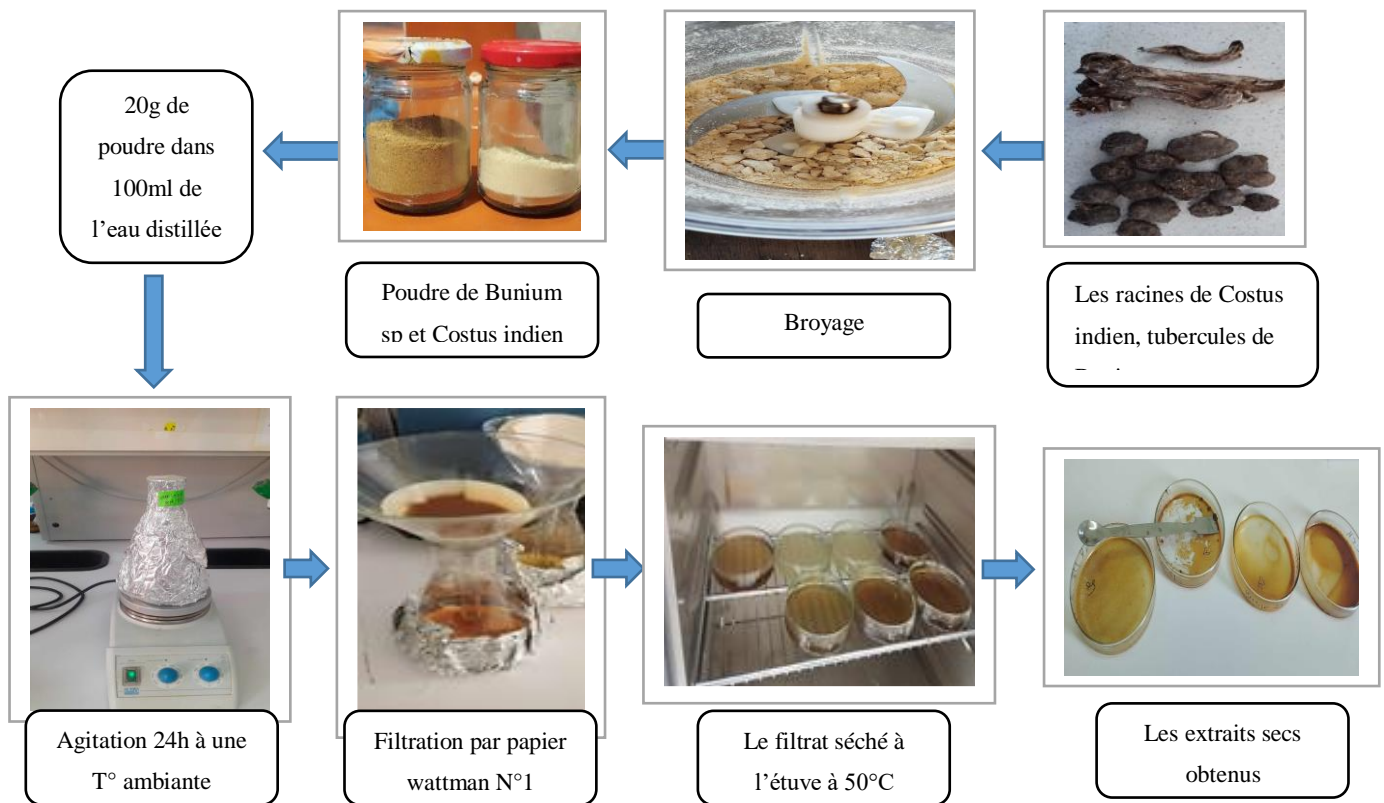 20g de
poudre dans
100ml de
l’eau distillée
Poudre de Bunium
sp et Costus indien
Broyage
Les racines de Costus
indien, tubercules de
Agitation 24h à une
T° ambiante
Filtration par papier
wattman N°1
Le filtrat séché à
l’étuve à 50°C
Les extraits secs
obtenus